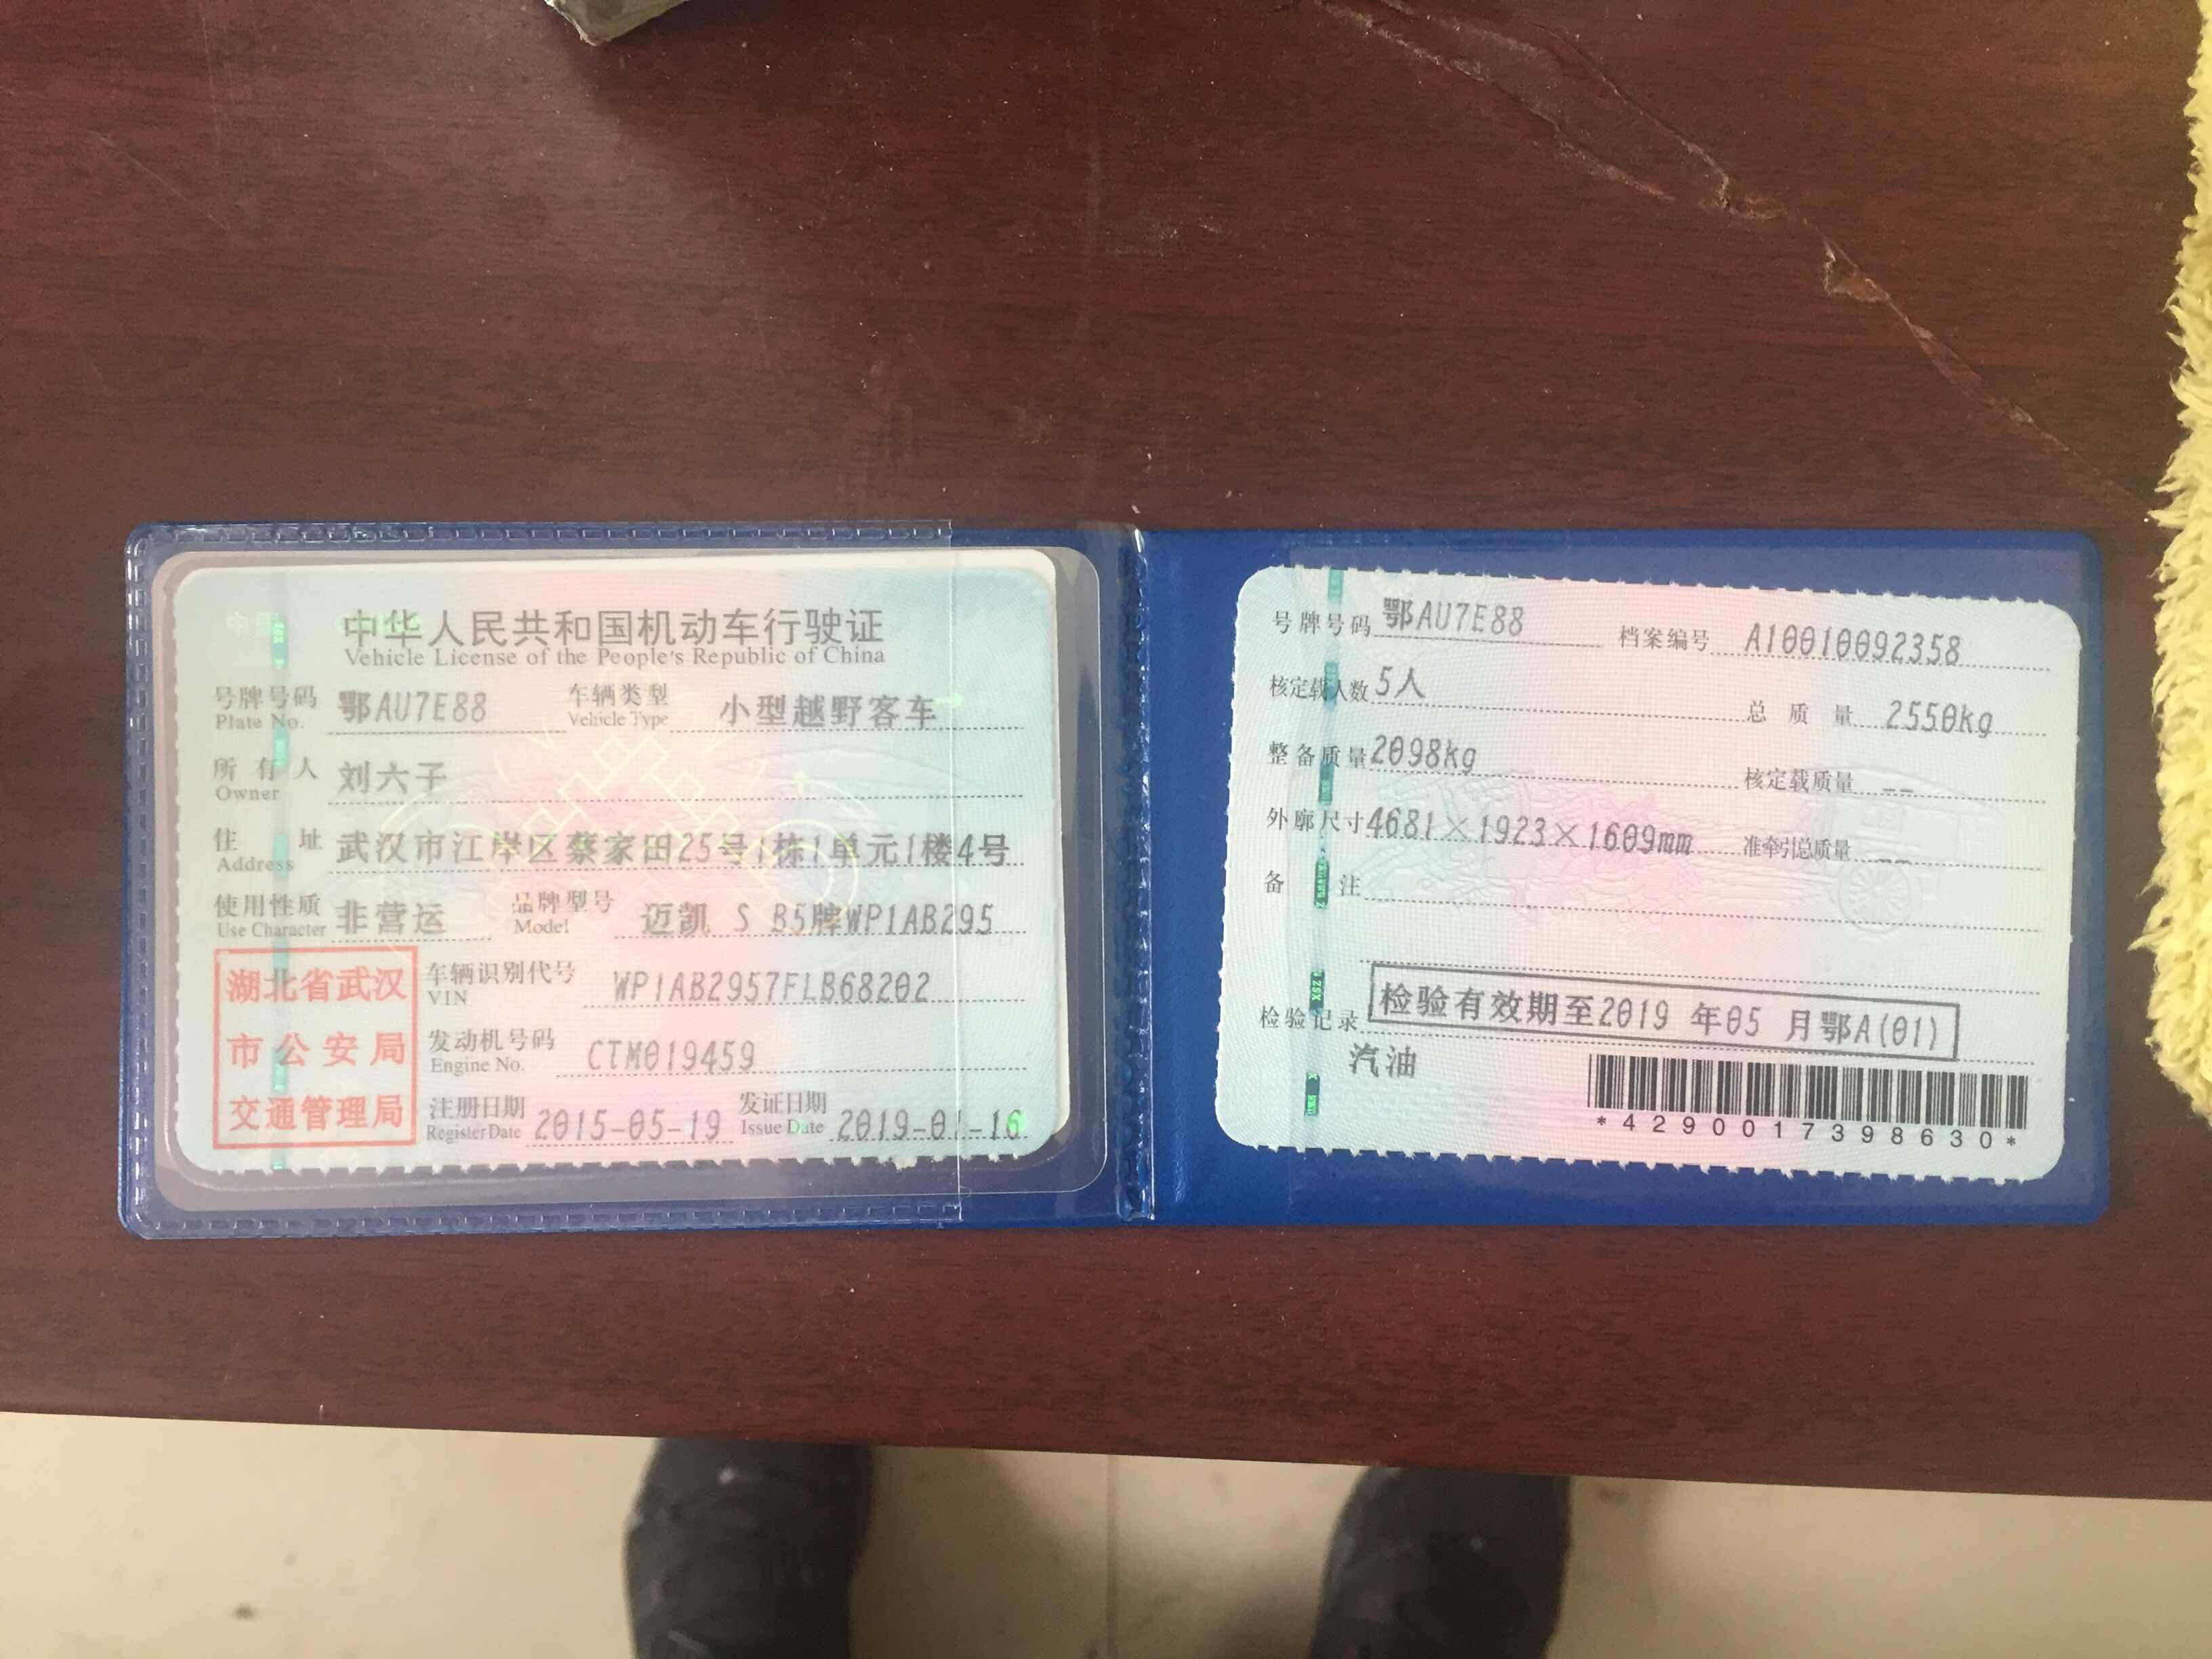 中华人民共和国机动车行驶证
Vehicle License of the People's Republic of China
号牌号码 鄂AU7E88 车辆类型 小型越野客车
Plate No. Vehicle Type
所有人 刘六子
Owner
住址 武汉市江岸区蔡家田25号1栋1单元1楼4号
Address
使用性质 非营运 品牌型号 迈凯 S B5牌WP1AB295
Use Character Model
湖北省武汉
市公安局
交通管理局
车辆识别代号 WP1AB2957FLB68202
VIN
发动机号码 CTM019459
Engine No.
注册日期 2015-05-19 发证日期 2019-01-16
Register Date Issue Date
号牌号码 鄂AU7E88 档案编号 A10010092358
核定载人数 5人 总质量 2550kg
整备质量 2098kg 核定载质量 --
外廓尺寸 4681×1923×1609mm 准牵引总质量 --
备注
检验记录 检验有效期至2019年05月鄂A(01)
汽油
*4290017398630*